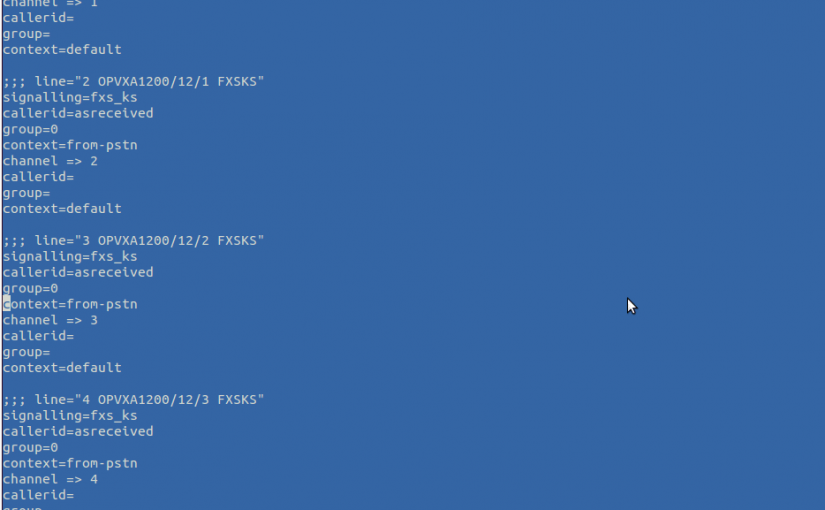 channel => 1
callerid=
group=
context=default
;;; line="2 OPVXA1200/12/1 FXSKS"
signalling=fxs_ks
callerid=asreceived
group=0
context=from-pstn
channel => 2
callerid=
group=
context=default
;;; line="3 OPVXA1200/12/2 FXSKS"
signalling=fxs_ks
callerid=asreceived
group=0
context=from-pstn
channel => 3
callerid=
group=
context=default
;;; line="4 OPVXA1200/12/3 FXSKS"
signalling=fxs_ks
callerid=asreceived
group=0
context=from-pstn
channel => 4
callerid=